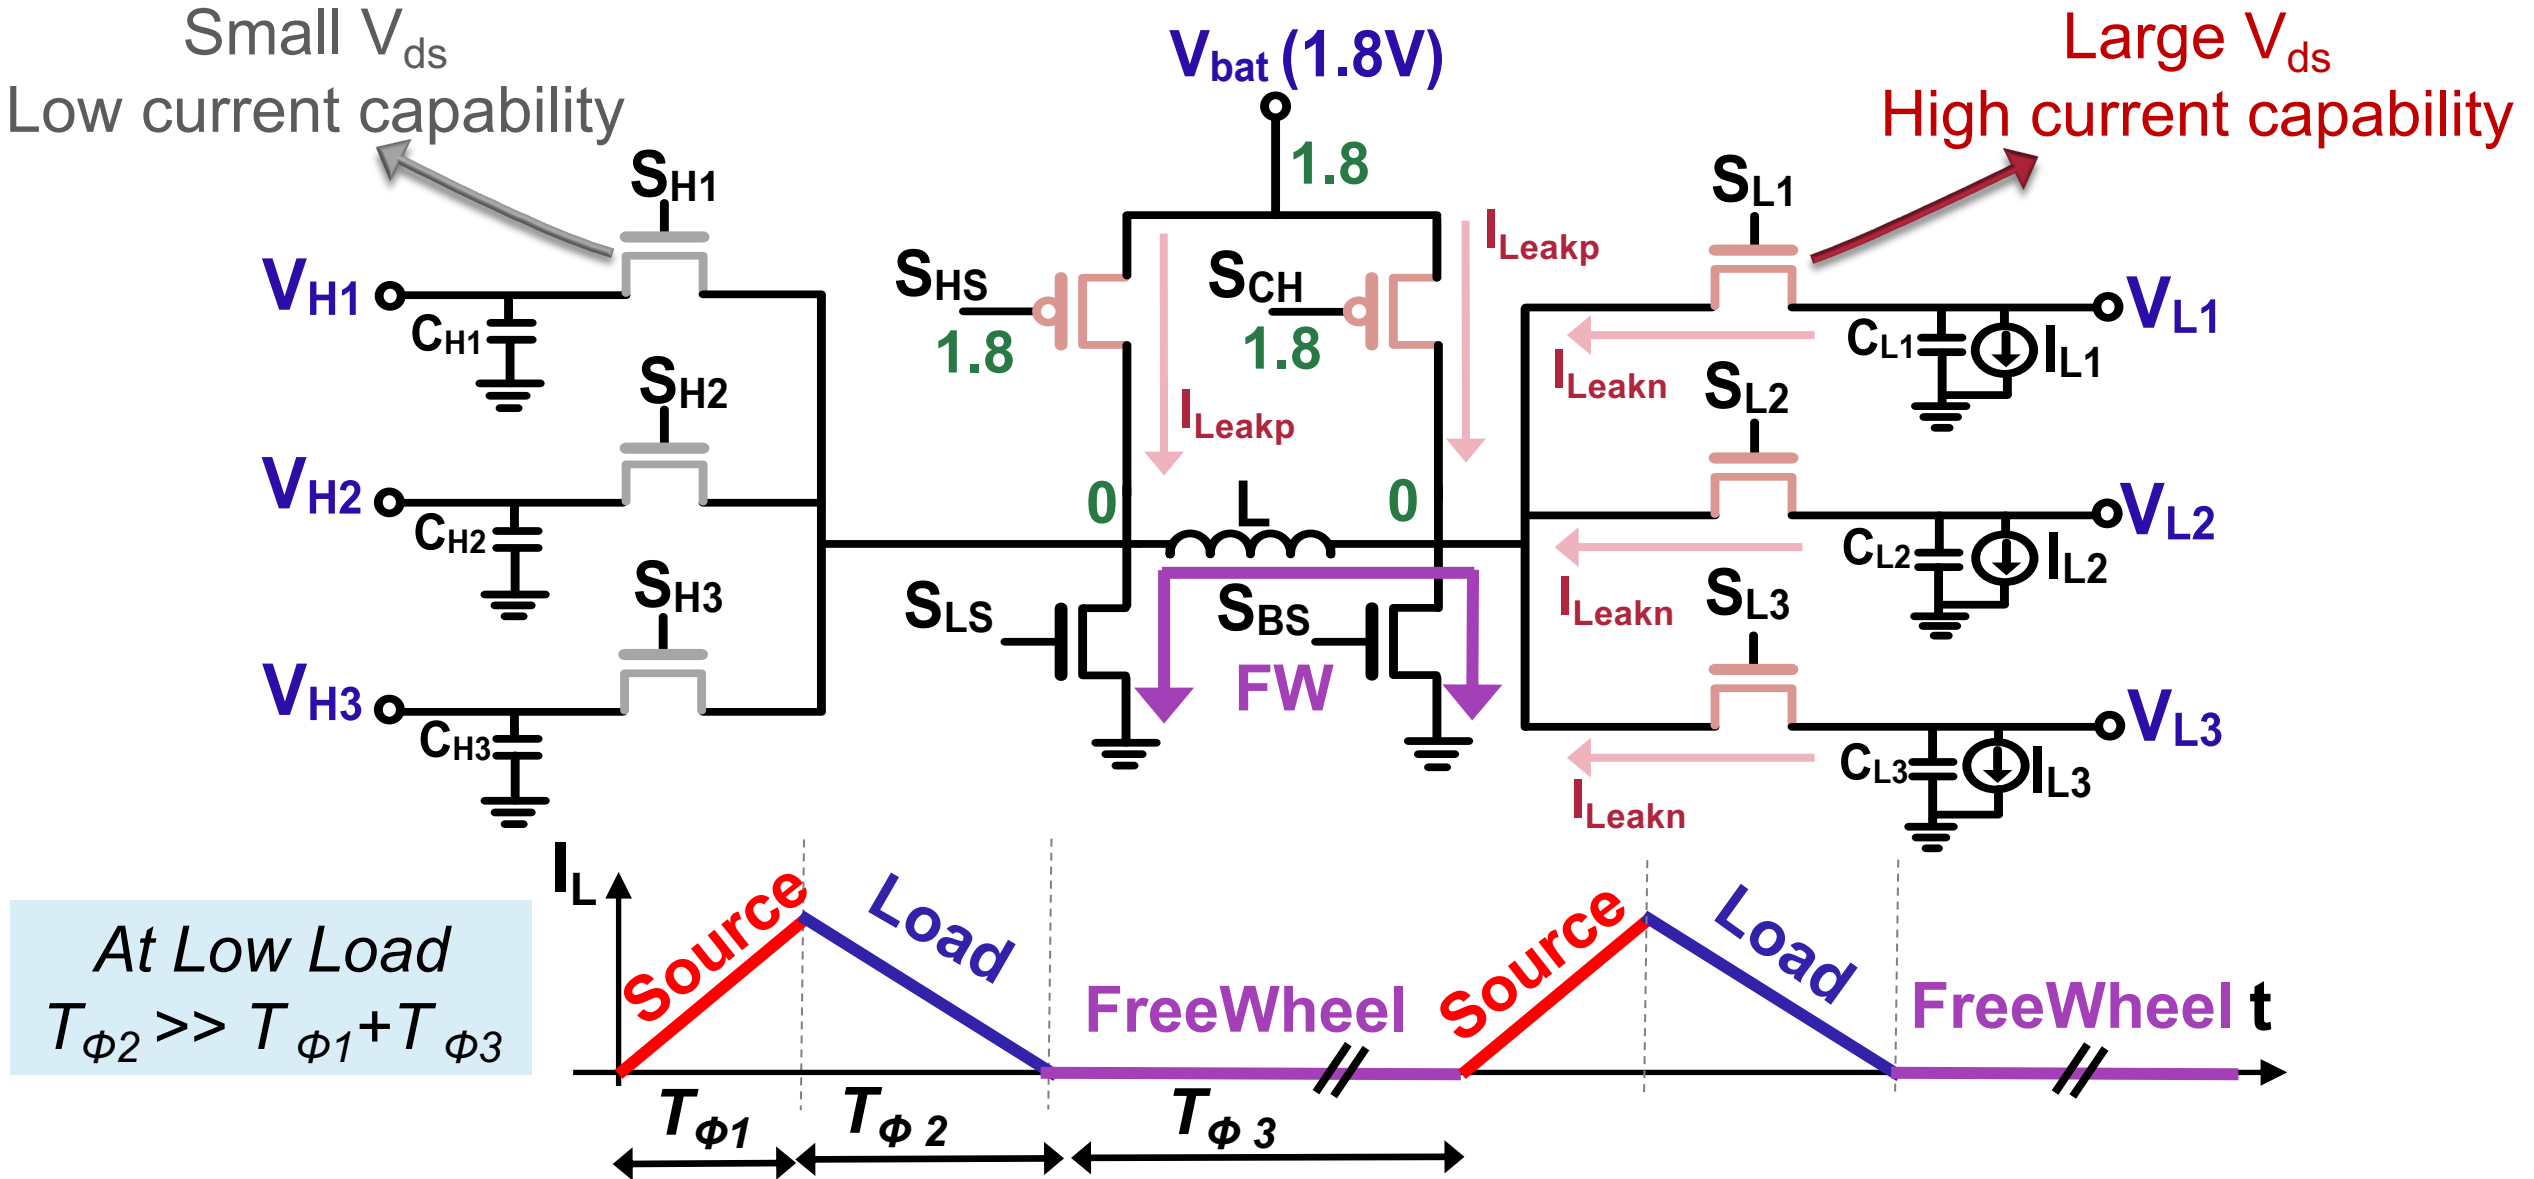 Small Vds
Low current capability
Vbat (1.8V)
Large Vds
High current capability
1.8
SH1
SL1
ILeakp
SHS
SCH
VH1
VL1
CH1
1.8
1.8
CL1
IL1
ILeakn
SH2
SL2
ILeakp
VH2
0
L
0
VL2
CH2
CL2
IL2
SH3
SLS
SBS
ILeakn
SL3
VH3
FW
VL3
CH3
CL3
IL3
ILeakn
IL
Source
Load
Source
Load
At Low Load
TΦ2 >> TΦ1+TΦ3
FreeWheel
FreeWheel
t
TΦ1
TΦ 2
TΦ 3